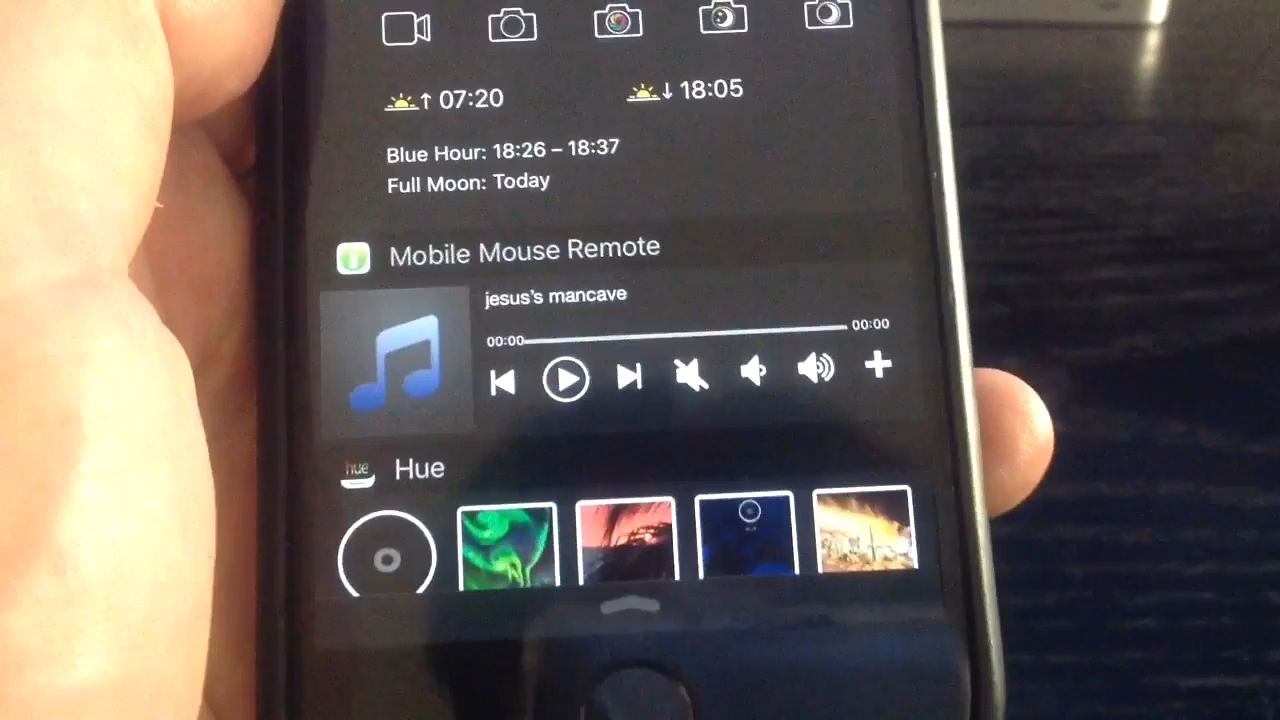 ↑ 07:20 ↓ 18:05
Blue Hour: 18:26 – 18:37
Full Moon: Today
Mobile Mouse Remote
jesus's mancave
00:00 00:00
hue Hue